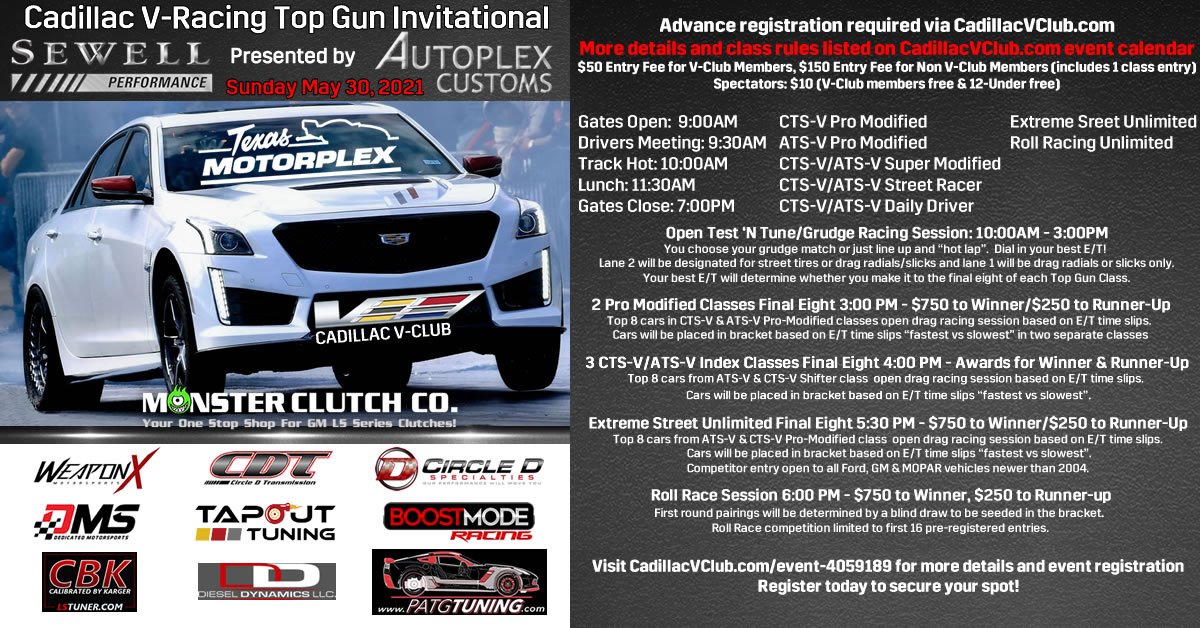 Cadillac V-Racing Top Gun Invitational
SEWELL
PERFORMANCE
Presented by
AUTOPLEX
CUSTOMS
Sunday May 30, 2021
Texas
MOTORPLEX
CADILLAC V-CLUB
MONSTER CLUTCH CO.
Your One Stop Shop For GM LS Series Clutches!
WEAPONX
MOTORSPORTS
CDT
Circle D Transmission
CIRCLE D
SPECIALTIES
OUR PERFORMANCE WILL MOVE YOU
DMS
DEDICATED MOTORSPORTS
TAPOUT
TUNING
BOOSTMODE
RACING
CBK
CALIBRATED BY KARGER
LSTUNER.COM
DD
DIESEL DYNAMICS LLC.
www.PATGTUNING.com
Advance registration required via CadillacVClub.com
More details and class rules listed on CadillacVClub.com event calendar
$50 Entry Fee for V-Club Members, $150 Entry Fee for Non V-Club Members (includes 1 class entry)
Spectators: $10 (V-Club members free & 12-Under free)
Gates Open: 9:00AM
Drivers Meeting: 9:30AM
Track Hot: 10:00AM
Lunch: 11:30AM
Gates Close: 7:00PM
CTS-V Pro Modified
ATS-V Pro Modified
CTS-V/ATS-V Super Modified
CTS-V/ATS-V Street Racer
CTS-V/ATS-V Daily Driver
Extreme Sreet Unlimited
Roll Racing Unlimited
Open Test 'N Tune/Grudge Racing Session: 10:00AM - 3:00PM
You choose your grudge match or just line up and “hot lap”. Dial in your best E/T!
Lane 2 will be designated for street tires or drag radials/slicks and lane 1 will be drag radials or slicks only.
Your best E/T will determine whether you make it to the final eight of each Top Gun Class.
2 Pro Modified Classes Final Eight 3:00 PM - $750 to Winner/$250 to Runner-Up
Top 8 cars in CTS-V & ATS-V Pro-Modified classes open drag racing session based on E/T time slips.
Cars will be placed in bracket based on E/T time slips “fastest vs slowest” in two separate classes
3 CTS-V/ATS-V Index Classes Final Eight 4:00 PM - Awards for Winner & Runner-Up
Top 8 cars from ATS-V & CTS-V Shifter class open drag racing session based on E/T time slips.
Cars will be placed in bracket based on E/T time slips “fastest vs slowest”.
Extreme Street Unlimited Final Eight 5:30 PM - $750 to Winner/$250 to Runner-Up
Top 8 cars from ATS-V & CTS-V Pro-Modified class open drag racing session based on E/T time slips.
Cars will be placed in bracket based on E/T time slips “fastest vs slowest”.
Competitor entry open to all Ford, GM & MOPAR vehicles newer than 2004.
Roll Race Session 6:00 PM - $750 to Winner, $250 to Runner-up
First round pairings will be determined by a blind draw to be seeded in the bracket.
Roll Race competition limited to first 16 pre-registered entries.
Visit CadillacVClub.com/event-4059189 for more details and event registration
Register today to secure your spot!